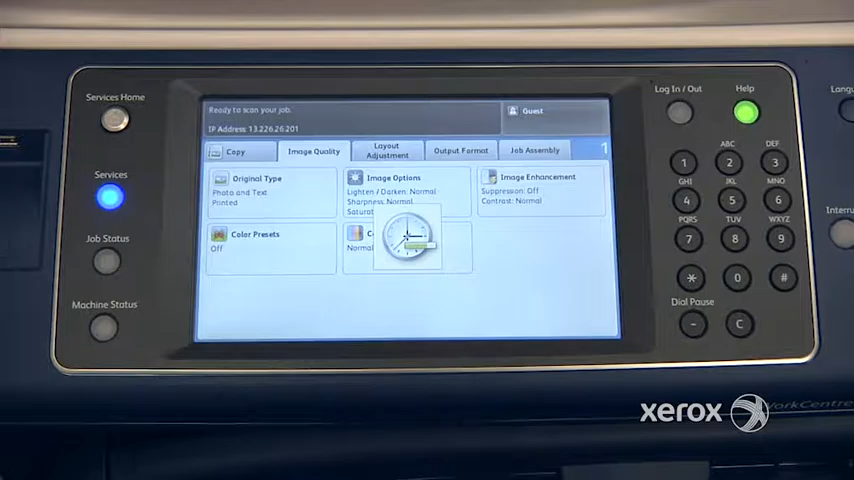 Services Home
Services
Job Status
Machine Status
Ready to scan your job.
IP Address: 13.226.26.201
Guest
Copy
Image Quality
Layout
Adjustment
Output Format
Job Assembly
1
Original Type
Photo and Text
Printed
Image Options
Lighten / Darken: Normal
Sharpness: Normal
Image Enhancement
Suppression: Off
Contrast: Normal
Color Presets
Off
Normal
Log In / Out
Help
ABC
DEF
1
2
3
GHI
JKL
MNO
4
5
6
PQRS
TUV
WXYZ
7
8
9
*
0
#
Dial Pause
-
C
xerox